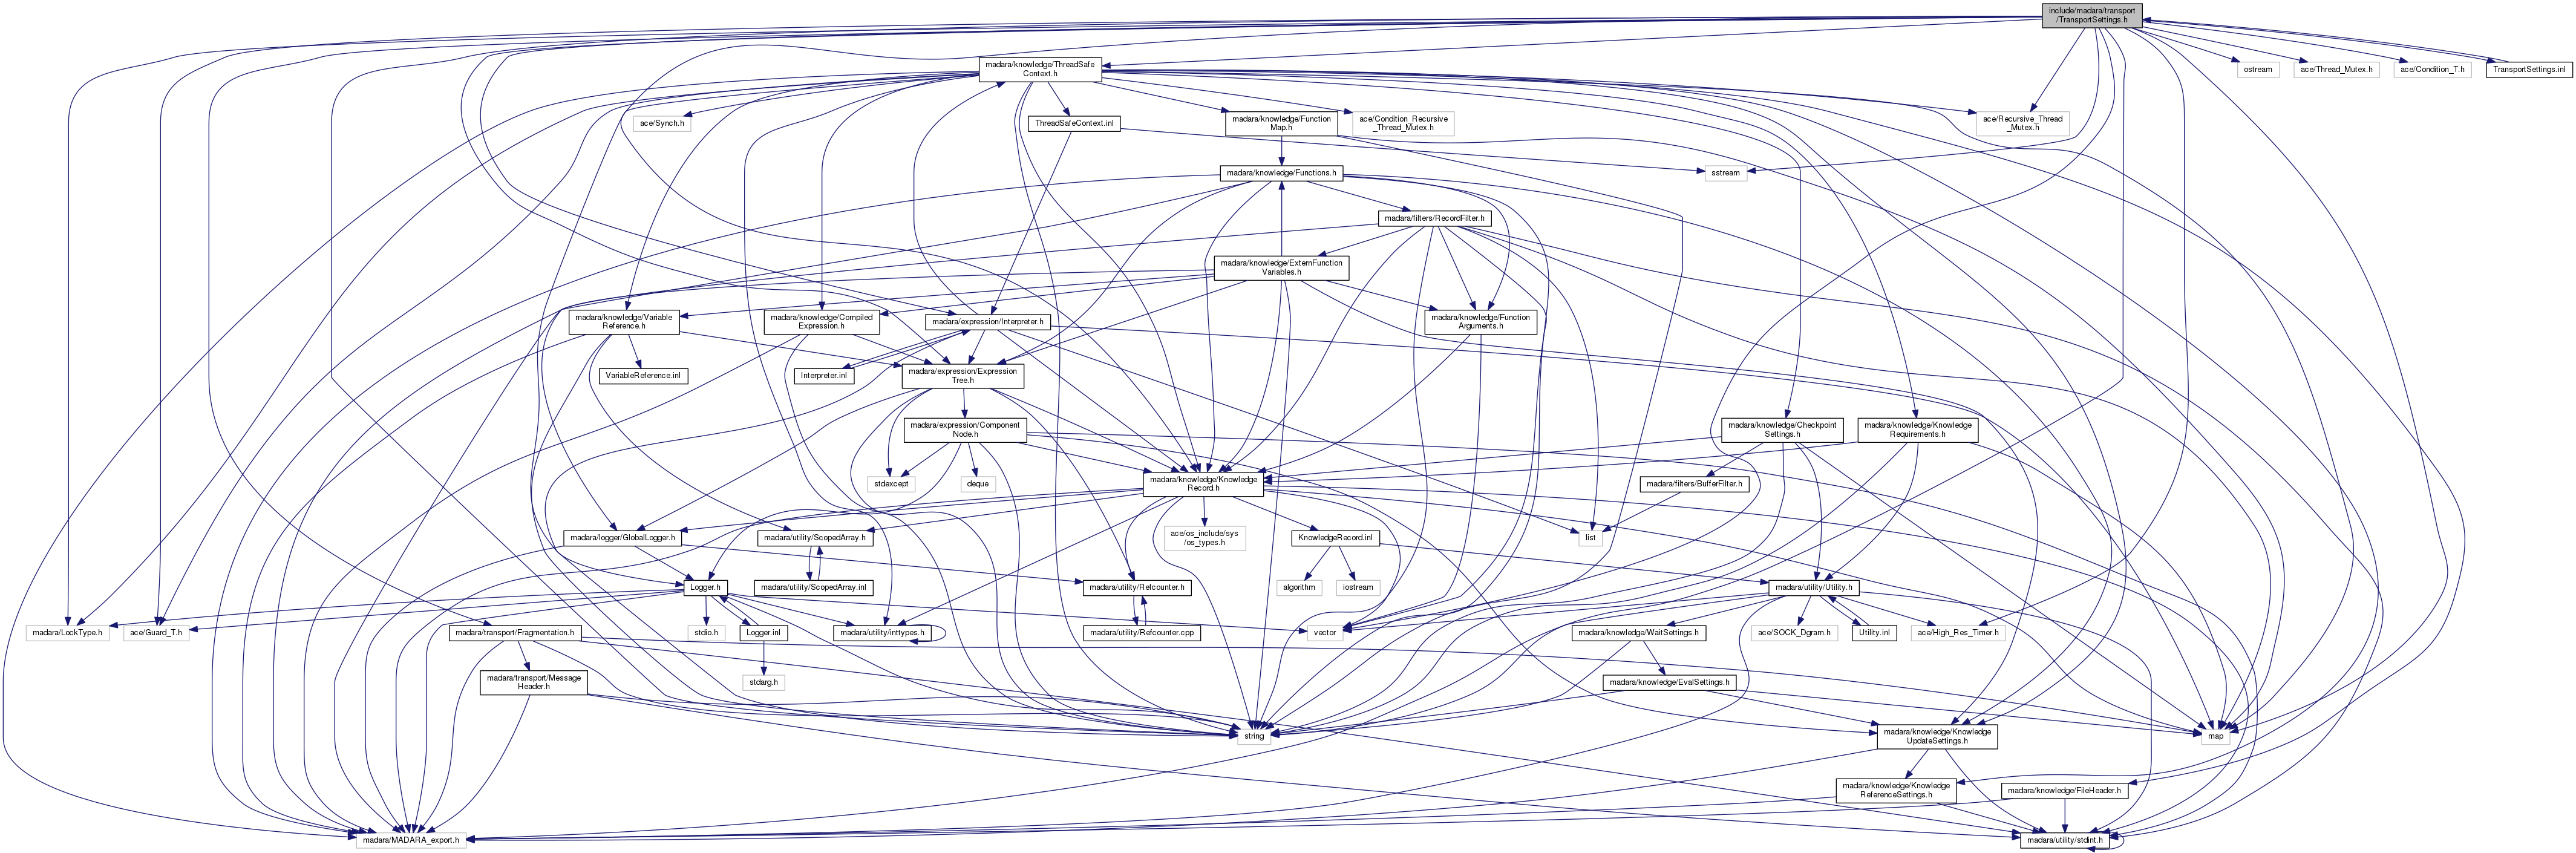 include/madara/transport
/TransportSettings.h
madara/knowledge/ThreadSafe
Context.h
ostream
ace/Thread_Mutex.h
ace/Condition_T.h
TransportSettings.inl
ace/Synch.h
ThreadSafeContext.inl
madara/knowledge/Function
Map.h
ace/Condition_Recursive
_Thread_Mutex.h
ace/Recursive_Thread
_Mutex.h
madara/knowledge/Functions.h
sstream
madara/filters/RecordFilter.h
madara/knowledge/ExternFunction
Variables.h
madara/knowledge/Variable
Reference.h
madara/knowledge/Compiled
Expression.h
madara/expression/Interpreter.h
madara/knowledge/Function
Arguments.h
VariableReference.inl
Interpreter.inl
madara/expression/Expression
Tree.h
madara/expression/Component
Node.h
madara/knowledge/Checkpoint
Settings.h
madara/knowledge/Knowledge
Requirements.h
stdexcept
deque
madara/knowledge/Knowledge
Record.h
madara/filters/BufferFilter.h
madara/logger/GlobalLogger.h
madara/utility/ScopedArray.h
ace/os_include/sys
/os_types.h
KnowledgeRecord.inl
list
Logger.h
madara/utility/ScopedArray.inl
madara/utility/Refcounter.h
algorithm
iostream
madara/utility/Utility.h
madara/LockType.h
ace/Guard_T.h
madara/transport/Fragmentation.h
stdio.h
Logger.inl
madara/utility/inttypes.h
madara/utility/Refcounter.cpp
vector
madara/knowledge/WaitSettings.h
ace/SOCK_Dgram.h
Utility.inl
ace/High_Res_Timer.h
madara/transport/Message
Header.h
stdarg.h
madara/knowledge/EvalSettings.h
string
madara/knowledge/Knowledge
UpdateSettings.h
map
madara/knowledge/Knowledge
ReferenceSettings.h
madara/knowledge/FileHeader.h
madara/MADARA_export.h
madara/utility/stdint.h